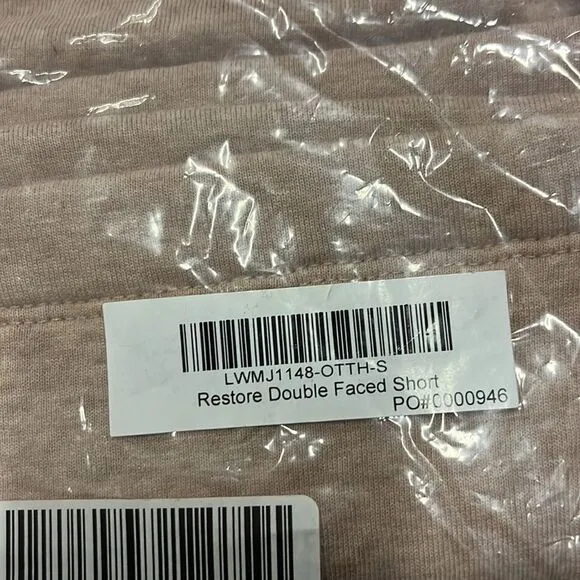 LWMJ1148-OTTH-S
Restore Double Faced Short
PO#0000946